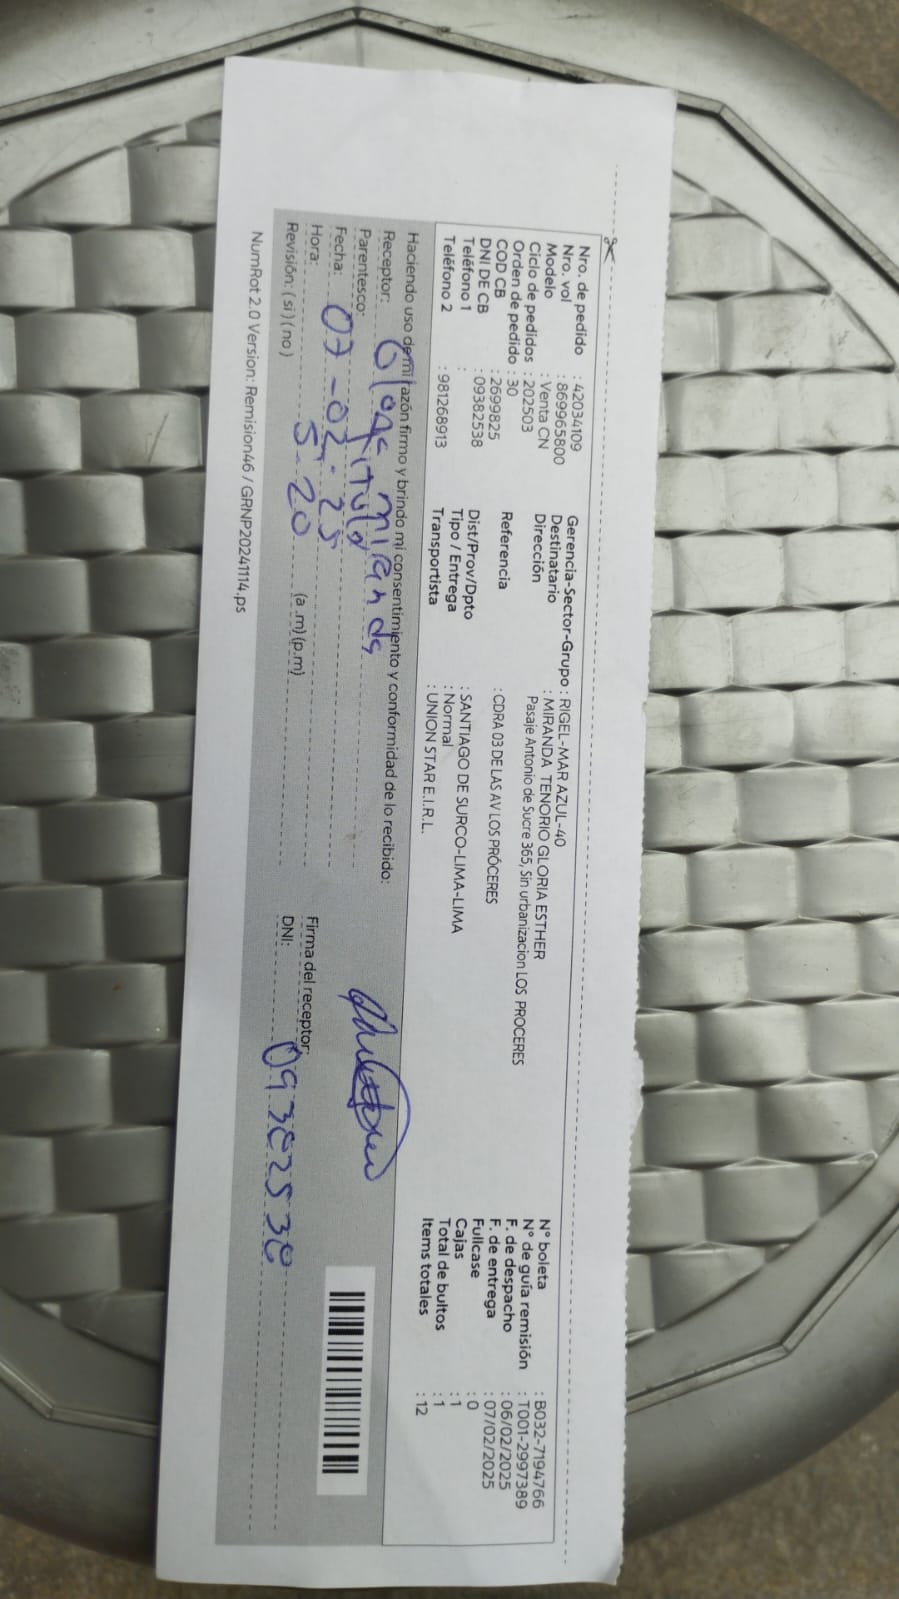 Nro. de pedido : 42034109
Nro. vol : 869965800
Modelo : Venta CN
Ciclo de pedidos : 202503
Orden de pedido : 30
COD CB : 2699825
DNI DE CB : 09382538
Teléfono 1 :
Teléfono 2 : 981268913
Gerencia-Sector-Grupo : RIGEL-MAR AZUL-40
Destinatario : MIRANDA TENORIO GLORIA ESTHER
Dirección Pasaje Antonio de Sucre 365, Sin urbanizacion LOS PROCERES
Referencia : CDRA 03 DE LAS AV LOS PRÓCERES
Dist/Prov/Dpto : SANTIAGO DE SURCO-LIMA-LIMA
Tipo / Entrega : Normal
Transportista : UNION STAR E.I.R.L.
N° boleta : B032-7194766
N° de guía remisión : T001-2997389
F. de despacho : 06/02/2025
F. de entrega : 07/02/2025
Fullcase : 0
Cajas : 1
Total de bultos : 1
Items totales : 12
Haciendo uso de mi razón firmo y brindo mi consentimiento y conformidad de lo recibido:
Receptor: Miranda
Parentesco:
Fecha: 07-02-25
Hora: 5-20 (a.m) (p.m)
Revisión: ( si ) ( no )
Firma del receptor:
DNI:
NumRot 2.0 Version: Remision46 / GRNP20241114.ps